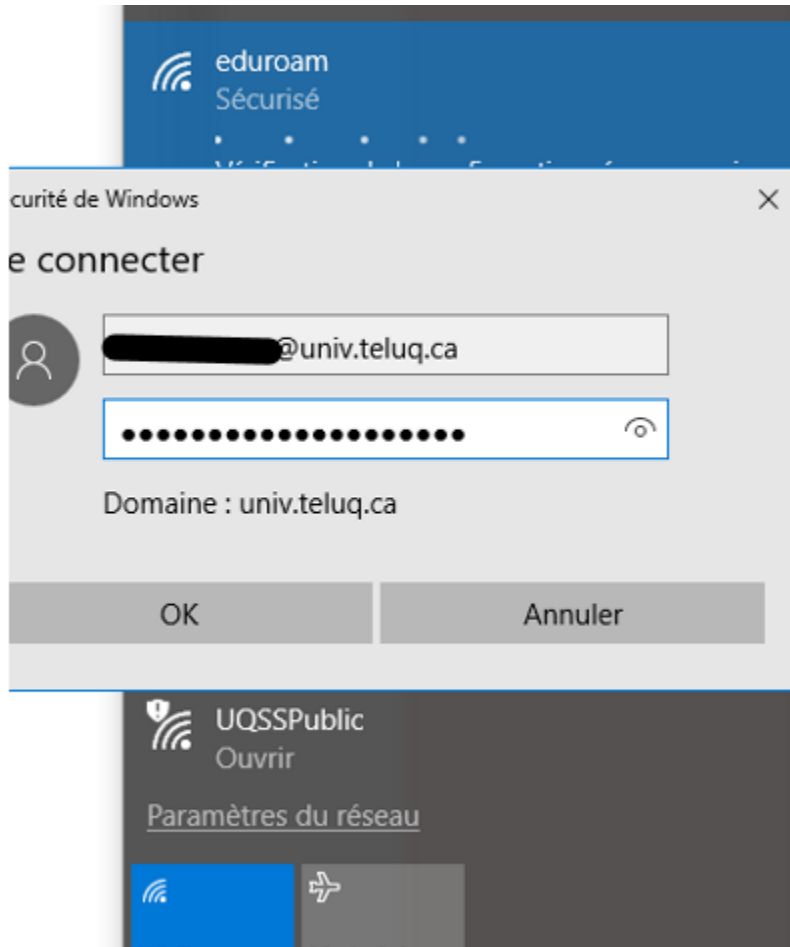 eduroam
Sécurisé
curité de Windows
e connecter
@univ.teluq.ca
Domaine : univ.teluq.ca
OK
Annuler
UQSSPublic
Ouvrir
Paramètres du réseau